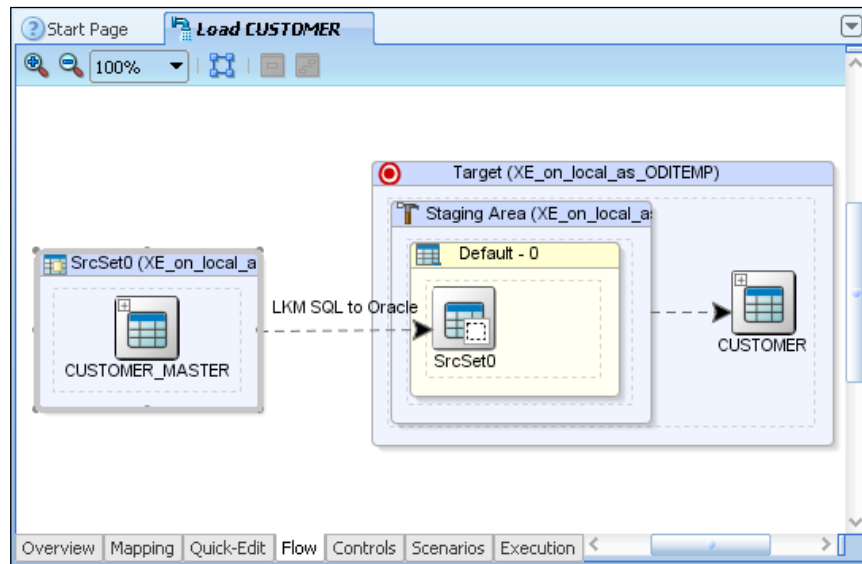 Start Page
Load CUSTOMER
100%
Target (XE_on_local_as_ODITEMP)
Staging Area (XE_on_local_a
SrcSet0 (XE_on_local_a
Default - 0
LKM SQL to Oracle
CUSTOMER_MASTER
SrcSet0
CUSTOMER
Overview Mapping Quick-Edit Flow Controls Scenarios Execution